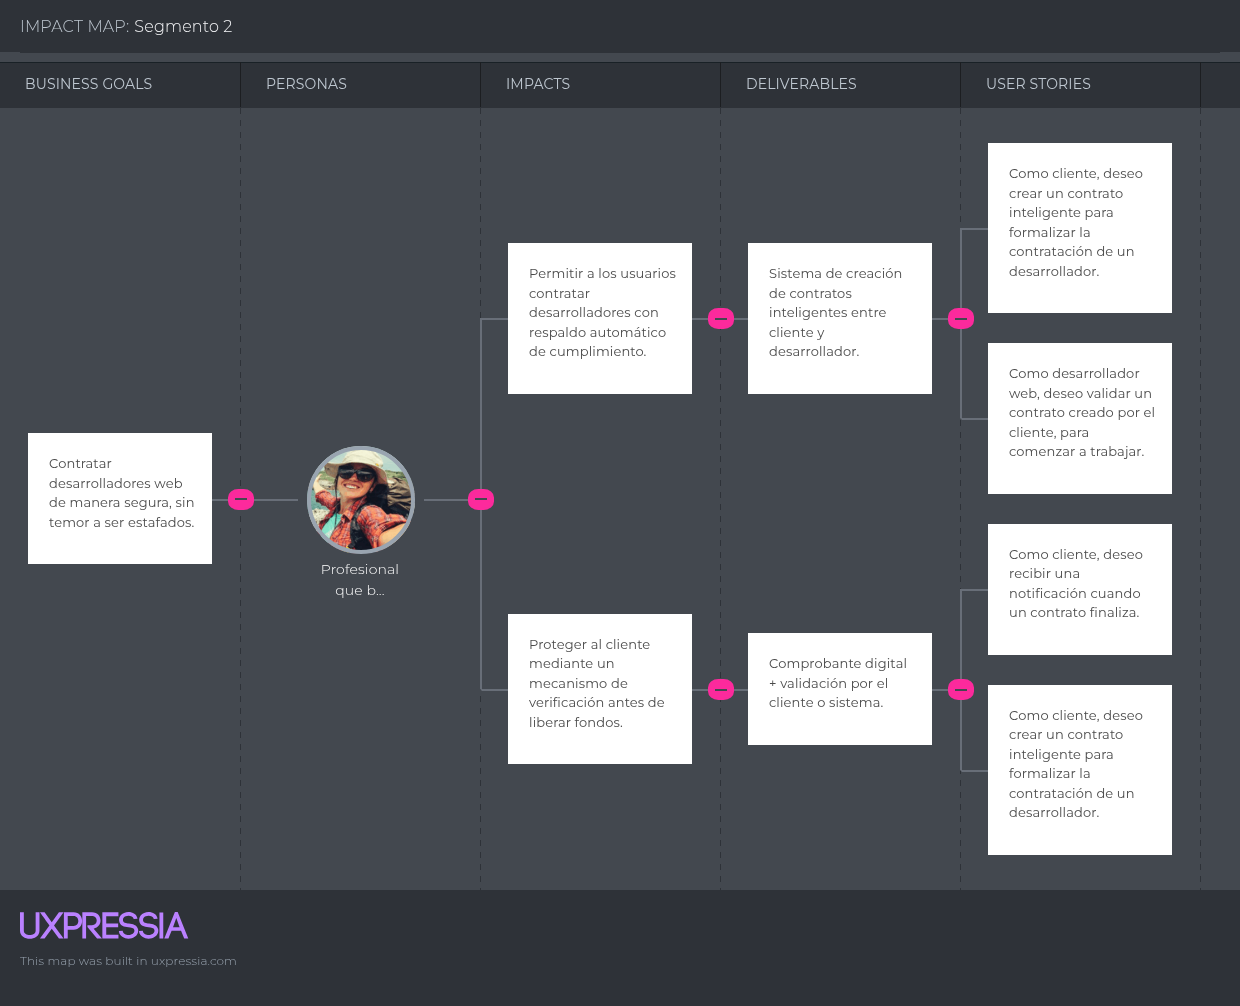 IMPACT MAP: Segmento 2
BUSINESS GOALS
PERSONAS
IMPACTS
DELIVERABLES
USER STORIES
Contratar
desarrolladores web
de manera segura, sin
temor a ser estafados.
Profesional
que b...
Permitir a los usuarios
contratar
desarrolladores con
respaldo automático
de cumplimiento.
Sistema de creación
de contratos
inteligentes entre
cliente y
desarrollador.
Como cliente, deseo
crear un contrato
inteligente para
formalizar la
contratación de un
desarrollador.
Como desarrollador
web, deseo validar un
contrato creado por el
cliente, para
comenzar a trabajar.
Proteger al cliente
mediante un
mecanismo de
verificación antes de
liberar fondos.
Comprobante digital
+ validación por el
cliente o sistema.
Como cliente, deseo
recibir una
notificación cuando
un contrato finaliza.
Como cliente, deseo
crear un contrato
inteligente para
formalizar la
contratación de un
desarrollador.
UXPRESSIA
This map was built in uxpressia.com